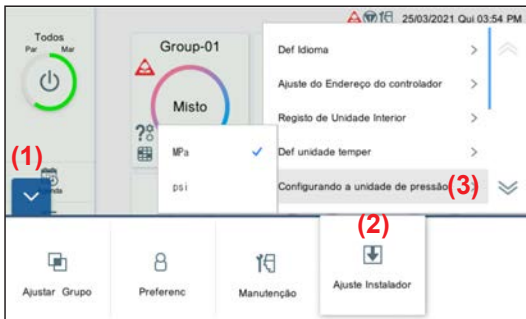 25/03/2021 Qui 03:54 PM
Todos
Par Mar
Group-01
Misto
Def Idioma
Ajuste do Endereço do controlador
Registo de Unidade Interior
Def unidade temper
Configurando a unidade de pressão
(3)
MPa
psi
(1)
(2)
Ajustar Grupo
Preferenc
Manutenção
Ajuste Instalador